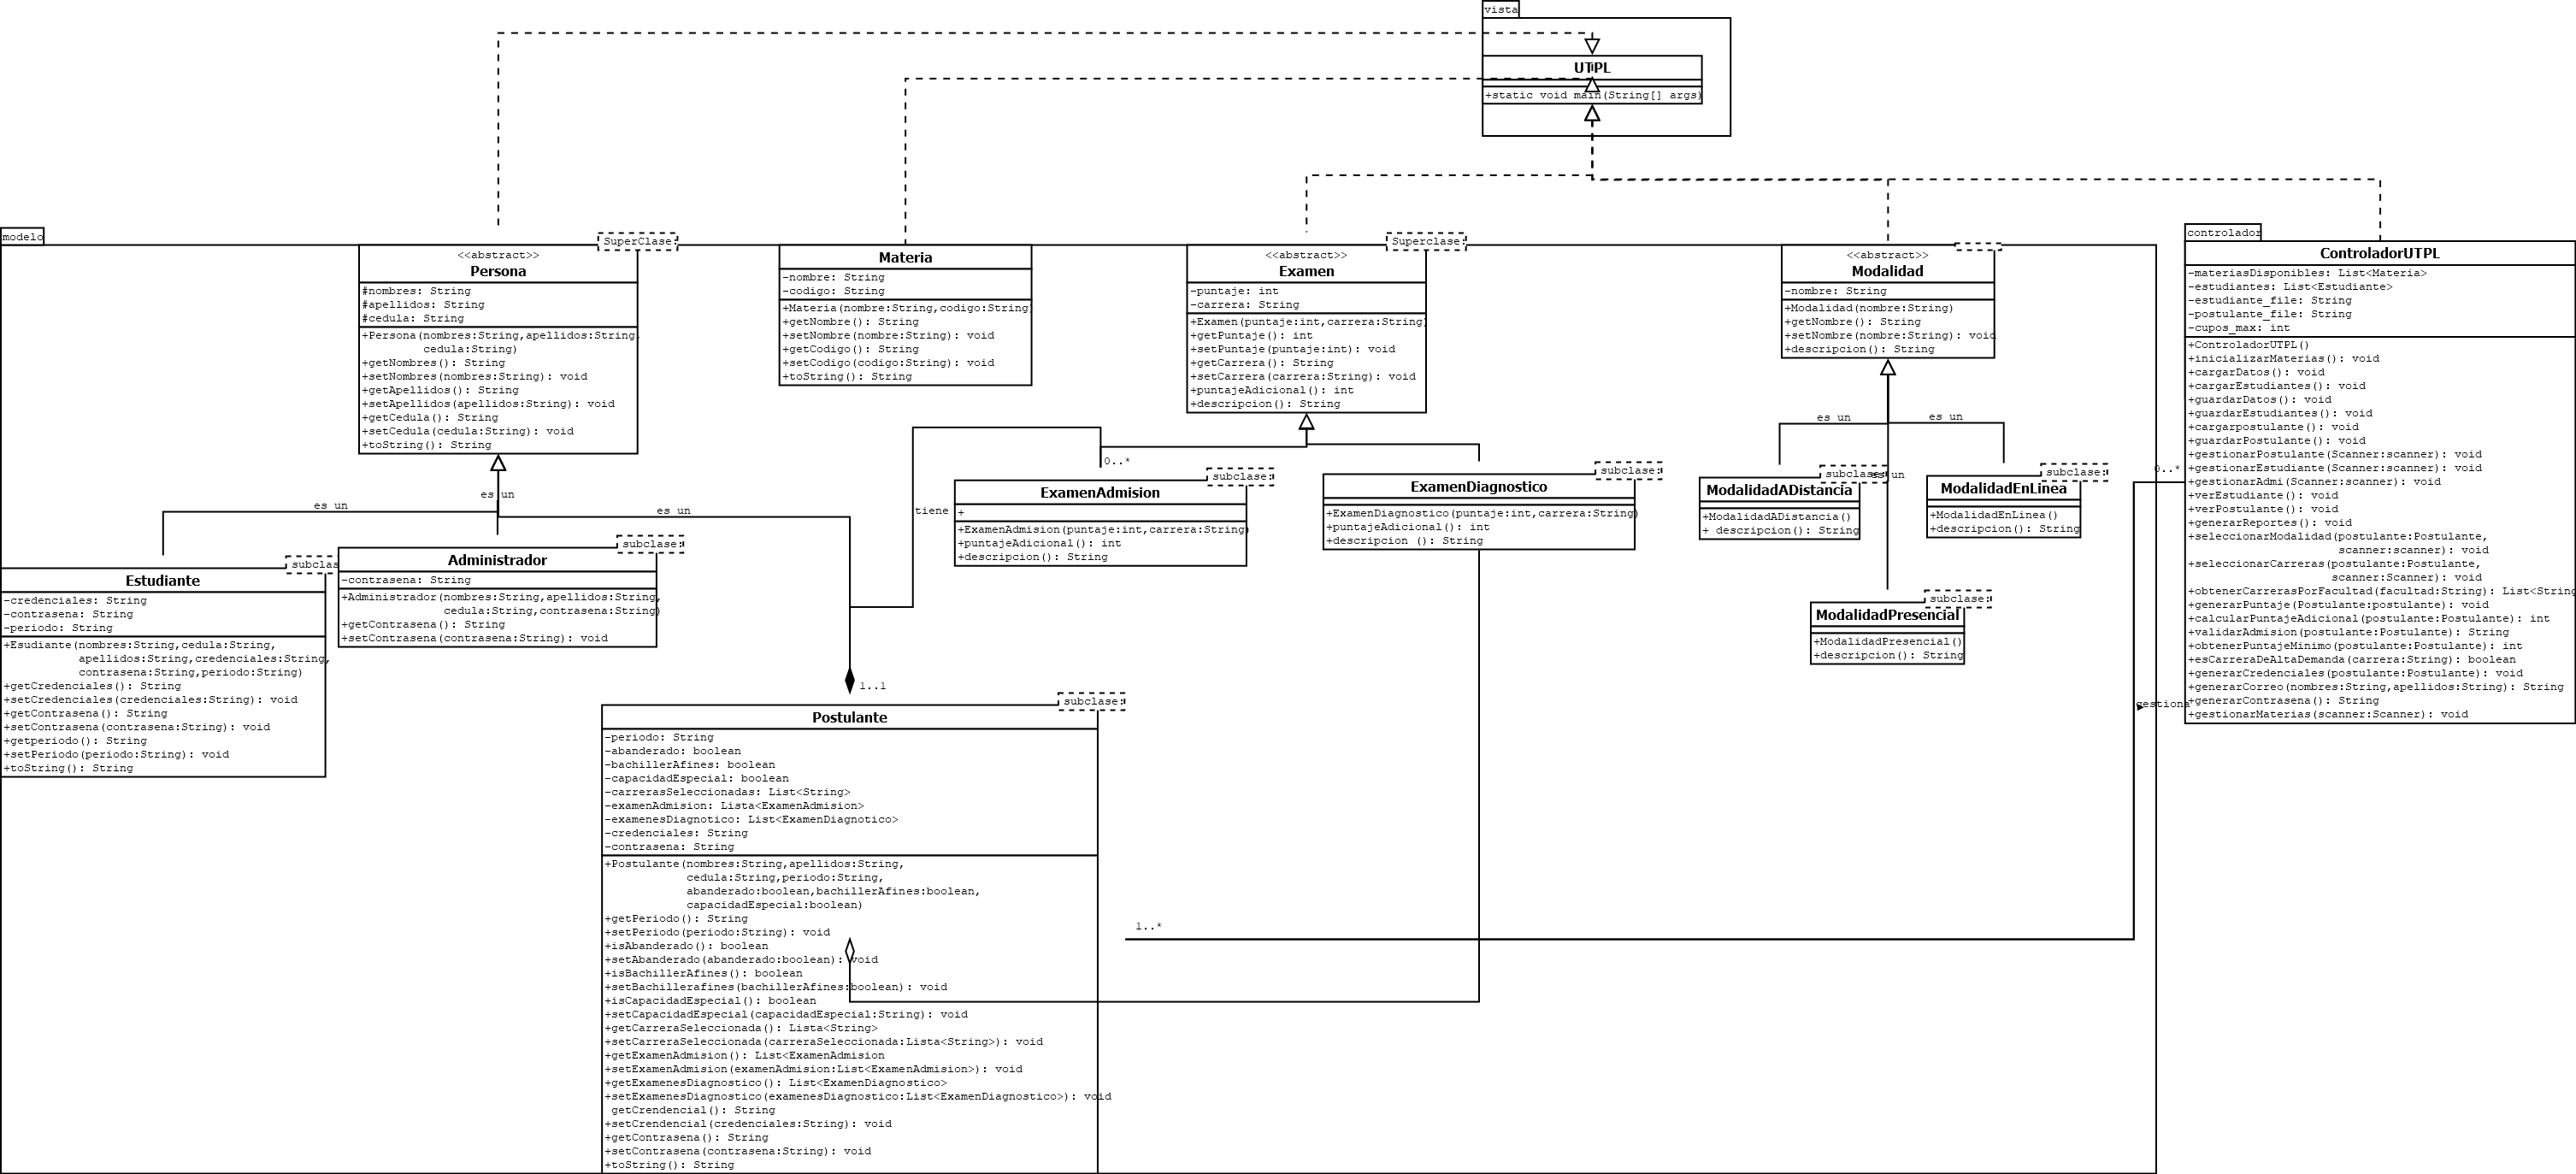 vista
UTPL
+static void main(String[] args)
modelo
SuperClase:
<<abstract>>
Persona
#nombres: String
#apellidos: String
#cedula: String
+Persona(nombres:String,apellidos:String,
cedula:String)
+getNombres(): String
+setNombres(nombres:String): void
+getApellidos(): String
+setApellidos(apellidos:String): void
+getCedula(): String
+setCedula(cedula:String): void
+toString(): String
Materia
-nombre: String
-codigo: String
+Materia(nombre:String,codigo:String)
+getNombre(): String
+setNombre(nombre:String): void
+getCodigo(): String
+setCodigo(codigo:String): void
+toString(): String
Superclase:
<<abstract>>
Examen
-puntaje: int
-carrera: String
+Examen(puntaje:int,carrera:String)
+getPuntaje(): int
+setPuntaje(puntaje:int): void
+getCarrera(): String
+setCarrera(carrera:String): void
+puntajeAdicional(): int
+descripcion(): String
<<abstract>>
Modalidad
-nombre: String
+Modalidad(nombre:String)
+getNombre(): String
+setNombre(nombre:String): void
+descripcion(): String
controlador
ControladorUTPL
-materiasDisponibles: List<Materia>
-estudiantes: List<Estudiante>
-estudiante_file: String
-postulante_file: String
-cupos_max: int
+ControladorUTPL()
+inicializarMaterias(): void
+cargarDatos(): void
+cargarEstudiantes(): void
+guardarDatos(): void
+guardarEstudiantes(): void
+cargarpostulante(): void
+guardarPostulante(): void
+gestionarPostulante(Scanner:scanner): void
+gestionarEstudiante(Scanner:scanner): void
+gestionarAdmi(Scanner:scanner): void
+verEstudiante(): void
+verPostulante(): void
+generarReportes(): void
+seleccionarModalidad(postulante:Postulante,
scanner:scanner): void
+seleccionarCarreras(postulante:Postulante,
scanner:Scanner): void
+obtenerCarrerasPorFacultad(facultad:String): List<String
+generarPuntaje(Postulante:postulante): void
+calcularPuntajeAdicional(postulante:Postulante): int
+validarAdmision(postulante:Postulante): String
+obtenerPuntajeMinimo(postulante:Postulante): int
+esCarreraDeAltaDemanda(carrera:String): boolean
+generarCredenciales(postulante:Postulante): void
+generarCorreo(nombres:String,apellidos:String): String
+generarContrasena(): String
+gestionarMaterias(scanner:Scanner): void
es un
es un
es un
tiene
0..*
es un
es un
es un
0..*
gestiona
1..1
1..*
subclase:
Estudiante
-credenciales: String
-contrasena: String
-periodo: String
+Esudiante(nombres:String,cedula:String,
apellidos:String,credenciales:String,
contrasena:String,periodo:String)
+getCredenciales(): String
+setCredenciales(credenciales:String): void
+getContrasena(): String
+setContrasena(contrasena:String): void
+getperiodo(): String
+setPeriodo(periodo:String): void
+toString(): String
subclase:
Administrador
-contrasena: String
+Administrador(nombres:String,apellidos:String,
cedula:String,contrasena:String)
+getContrasena(): String
+setContrasena(contrasena:String): void
subclase:
ExamenAdmision
+
+ExamenAdmision(puntaje:int,carrera:String)
+puntajeAdicional(): int
+descripcion(): String
subclase:
ExamenDiagnostico
+ExamenDiagnostico(puntaje:int,carrera:String)
+puntajeAdicional(): int
+descripcion (): String
subclase:
ModalidadADistancia
+ModalidadADistancia()
+ descripcion(): String
subclase:
ModalidadEnLinea
+ModalidadEnLinea()
+descripcion(): String
subclase:
ModalidadPresencial
+ModalidadPresencial()
+descripcion(): String
subclase:
Postulante
-periodo: String
-abanderado: boolean
-bachillerAfines: boolean
-capacidadEspecial: boolean
-carrerasSeleccionadas: List<String>
-examenAdmision: Lista<ExamenAdmision>
-examenesDiagnotico: List<ExamenDiagnotico>
-credenciales: String
-contrasena: String
+Postulante(nombres:String,apellidos:String,
cedula:String,periodo:String,
abanderado:boolean,bachillerAfines:boolean,
capacidadEspecial:boolean)
+getPeriodo(): String
+setPeriodo(periodo:String): void
+isAbanderado(): boolean
+setAbanderado(abanderado:boolean): void
+isBachillerAfines(): boolean
+setBachillerafines(bachillerAfines:boolean): void
+isCapacidadEspecial(): boolean
+setCapacidadEspecial(capacidadEspecial:String): void
+getCarreraSeleccionada(): Lista<String>
+setCarreraSeleccionada(carreraSeleccionada:Lista<String>): void
+getExamenAdmision(): List<ExamenAdmision
+setExamenAdmision(examenAdmision:List<ExamenAdmision>): void
+getExamenesDiagnostico(): List<ExamenDiagnostico>
+setExamenesDiagnostico(examenesDiagnostico:List<ExamenDiagnostico>): void
getCrendencial(): String
+setCrendencial(credenciales:String): void
+getContrasena(): String
+setContrasena(contrasena:String): void
+toString(): String